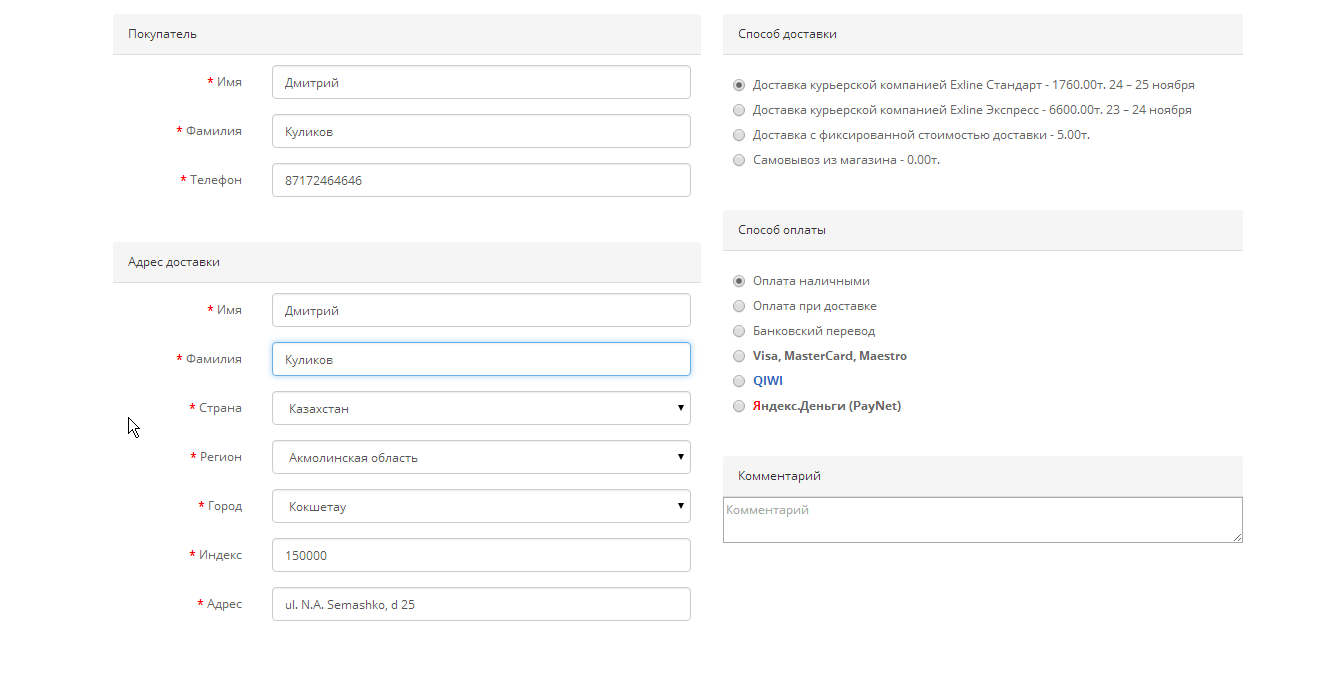 Покупатель
* Имя
Дмитрий
* Фамилия
Куликов
* Телефон
87172464646
Адрес доставки
* Имя
Дмитрий
* Фамилия
Куликов
* Страна
Казахстан
* Регион
Акмолинская область
* Город
Кокшетау
* Индекс
150000
* Адрес
ul. N.A. Semashko, d 25
Способ доставки
Доставка курьерской компанией Exline Стандарт - 1760.00т. 24 – 25 ноября
Доставка курьерской компанией Exline Экспресс - 6600.00т. 23 – 24 ноября
Доставка с фиксированной стоимостью доставки - 5.00т.
Самовывоз из магазина - 0.00т.
Способ оплаты
Оплата наличными
Оплата при доставке
Банковский перевод
Visa, MasterCard, Maestro
QIWI
Яндекс.Деньги (PayNet)
Комментарий
Комментарий